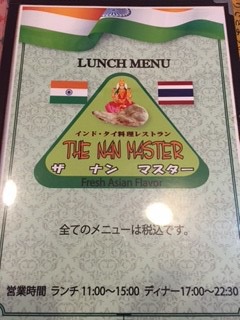 LUNCH MENU
インド・タイ料理レストラン
THE NAN MASTER
ザ ナン マスター
Fresh Asian Flavor
全てのメニューは税込です。
営業時間 ランチ 11:00～15:00 ディナー17:00～22:30